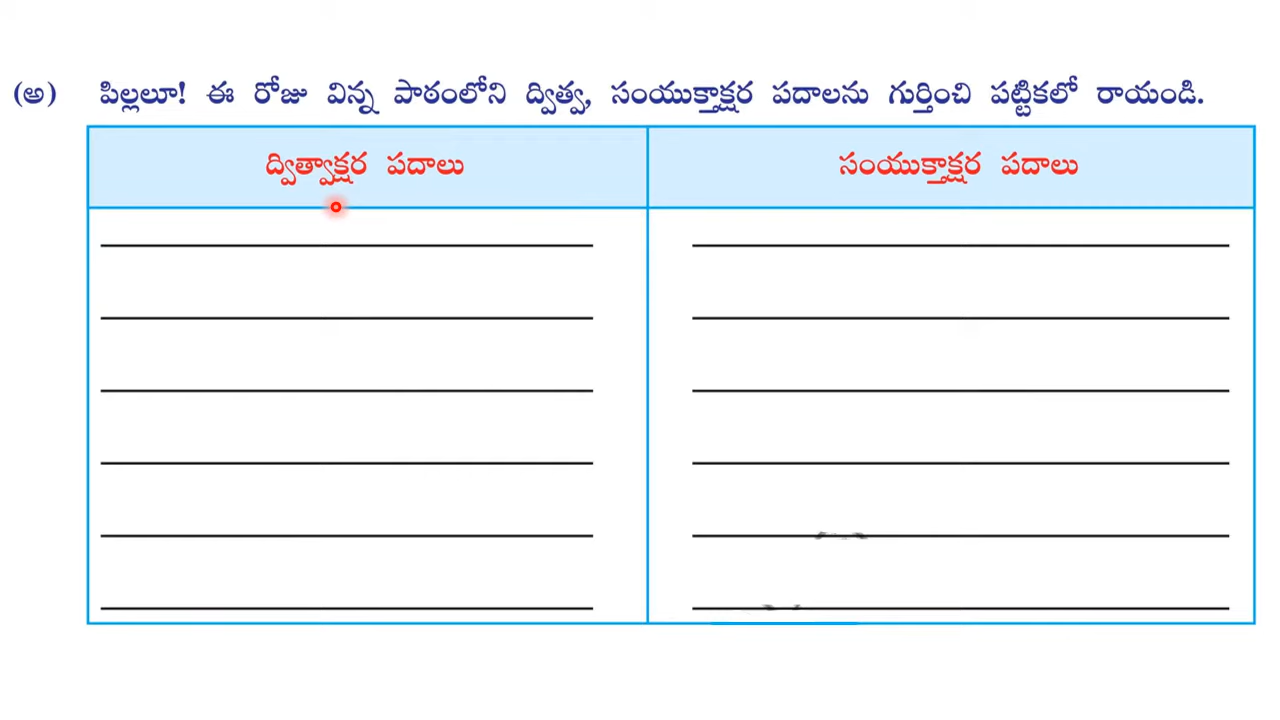 (అ) పిల్లలూ! ఈ రోజు విన్న పాఠంలోని ద్విత్వ, సంయుక్తాక్షర పదాలను గుర్తించి పట్టికలో రాయండి.
ద్విత్వాక్షర పదాలు
సంయుక్తాక్షర పదాలు